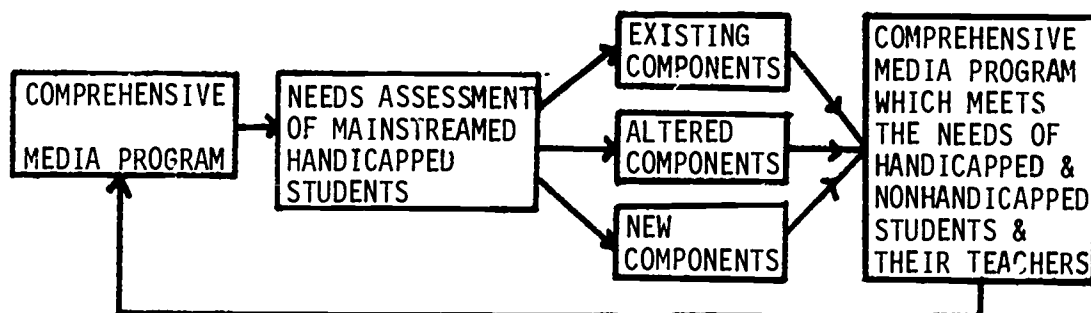 COMPREHENSIVE
MEDIA PROGRAM
NEEDS ASSESSMENT
OF MAINSTREAMED
HANDICAPPED
STUDENTS
EXISTING
COMPONENTS
ALTERED
COMPONENTS
NEW
COMPONENTS
COMPREHENSIVE
MEDIA PROGRAM
WHICH MEETS
THE NEEDS OF
HANDICAPPED &
NONHANDICAPPED
STUDENTS &
THEIR TEACHERS